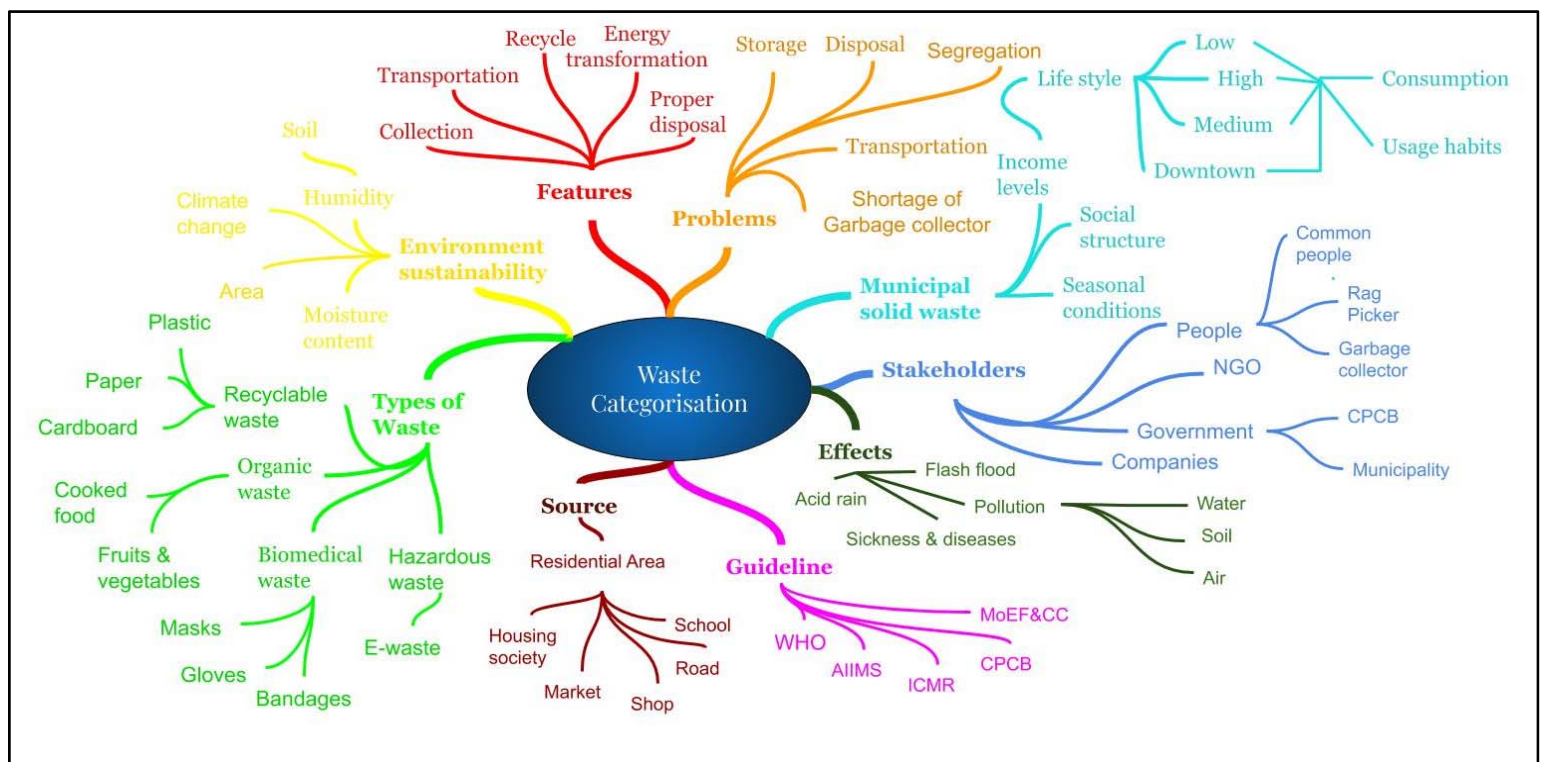 Waste
Categorisation
Features
Collection
Transportation
Recycle
Energy
transformation
Proper
disposal
Problems
Storage
Disposal
Segregation
Transportation
Shortage of
Garbage collector
Municipal
solid waste
Income
levels
Life style
Low
High
Medium
Downtown
Consumption
Usage habits
Social
structure
Seasonal
conditions
Stakeholders
People
Common
people
Rag
Picker
Garbage
collector
NGO
Government
CPCB
Municipality
Companies
Effects
Acid rain
Flash flood
Pollution
Water
Soil
Air
Sickness & diseases
Guideline
WHO
AIIMS
ICMR
CPCB
MoEF&CC
Source
Residential Area
Housing
society
Market
Shop
Road
School
Types of
Waste
Recyclable
waste
Plastic
Paper
Cardboard
Organic
waste
Cooked
food
Fruits &
vegetables
Biomedical
waste
Masks
Gloves
Bandages
Hazardous
waste
E-waste
Environment
sustainability
Soil
Humidity
Climate
change
Area
Moisture
content